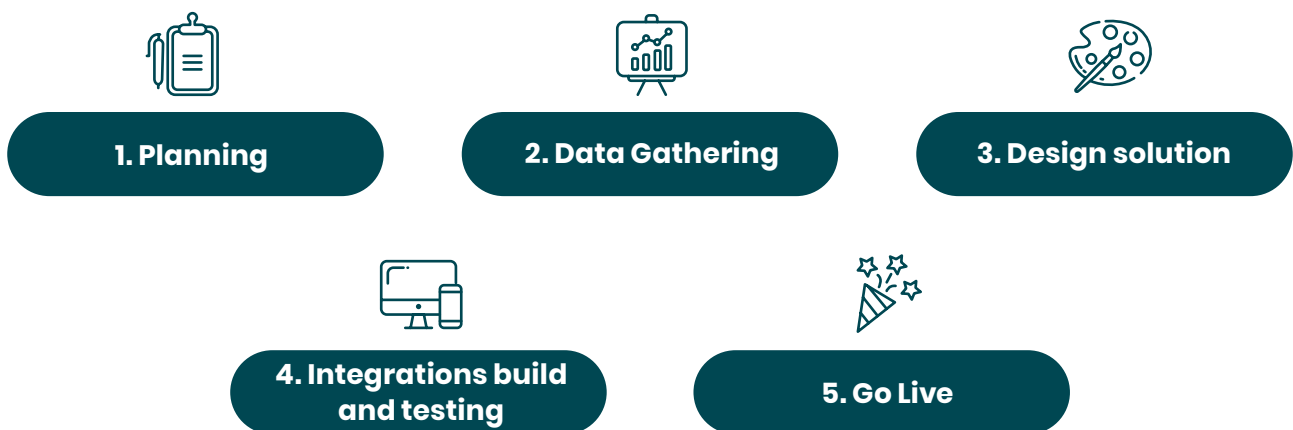 1. Planning
2. Data Gathering
3. Design solution
4. Integrations build
and testing
5. Go Live